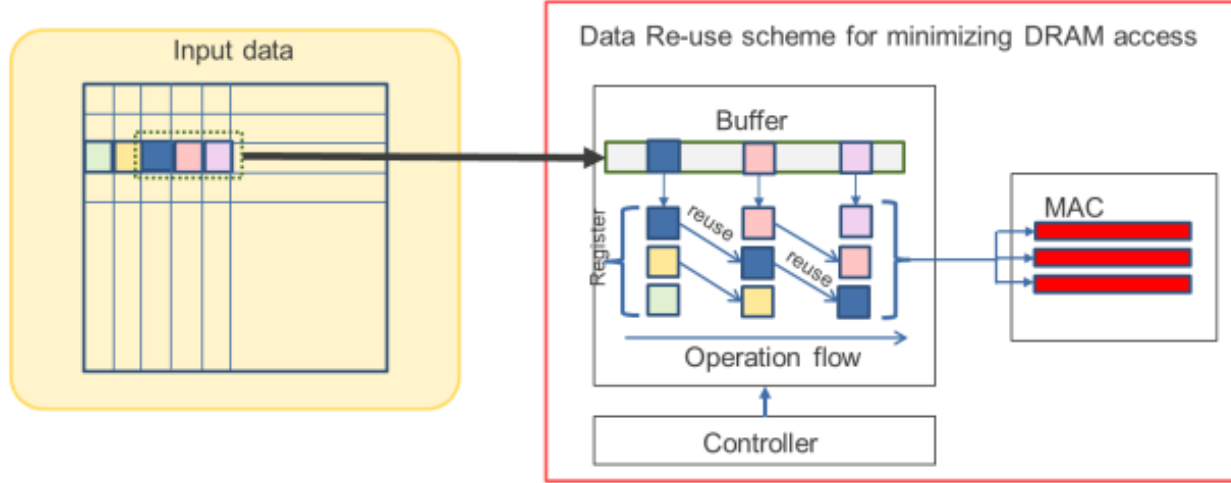 Input data
Data Re-use scheme for minimizing DRAM access
Buffer
Register
reuse
reuse
Operation flow
MAC
Controller